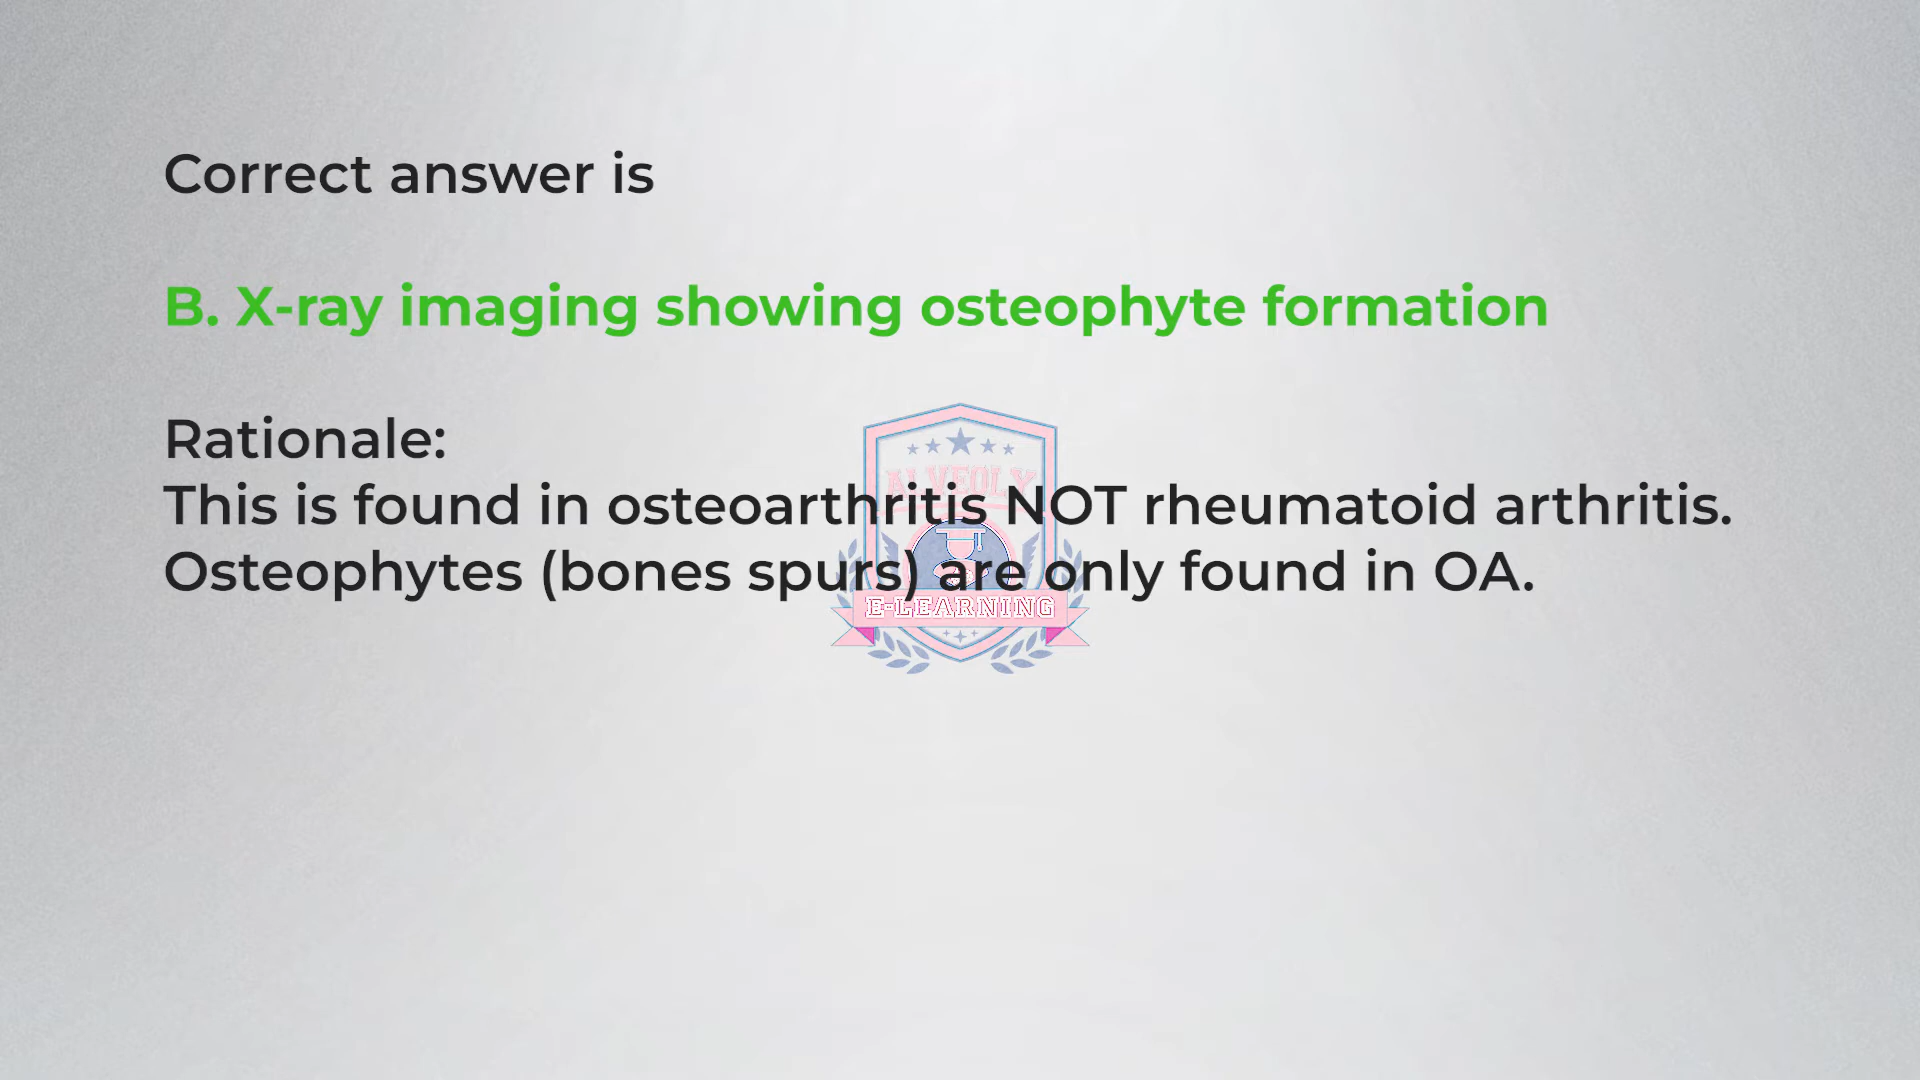 Correct answer is
B. X-ray imaging showing osteophyte formation
Rationale:
ALVEOLY
This is found in osteoarthritis NOT rheumatoid arthritis.
Osteophytes (bones spurs) are only found in OA.
E-LEARNING